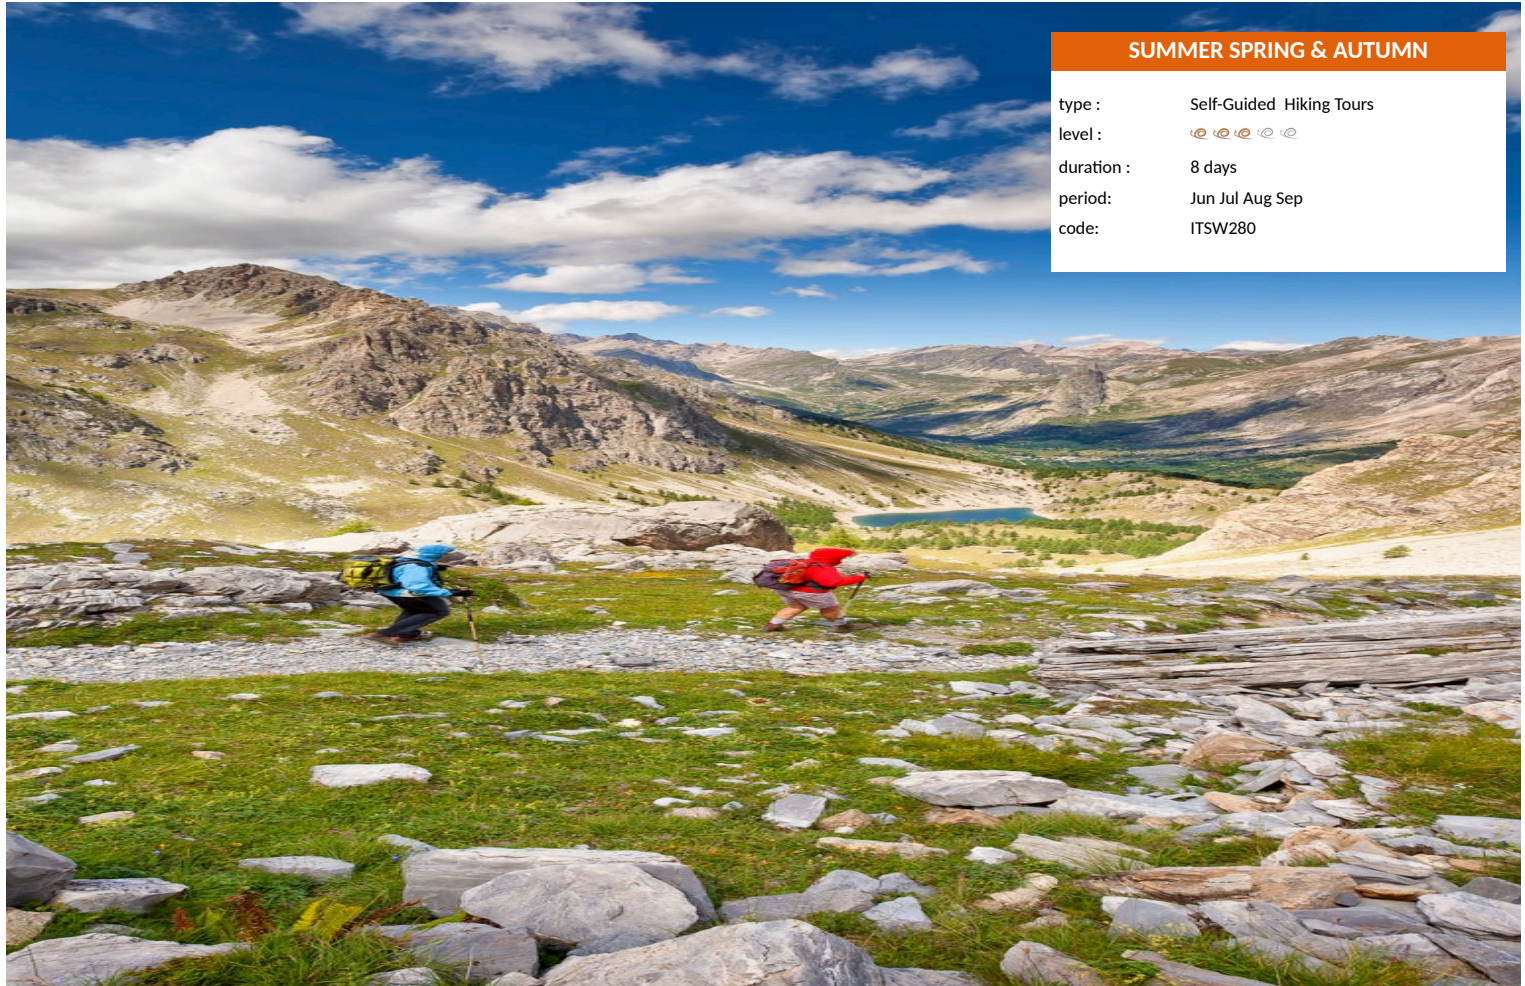 SUMMER SPRING & AUTUMN
type : Self-Guided  Hiking Tours
level :
duration : 8 days
period: Jun Jul Aug Sep
code: ITSW280